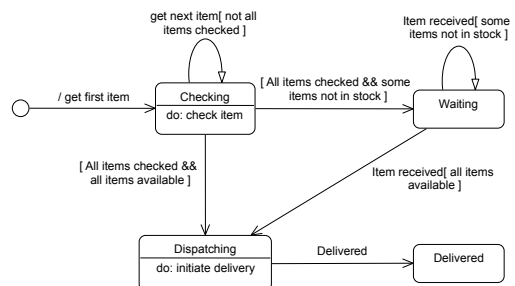 get next item[ not all
items checked ]
Item received[ some
items not in stock ]
/ get first item
Checking
do: check item
[ All items checked && some
items not in stock ]
Waiting
[ All items checked &&
all items available ]
Item received[ all items
available ]
Dispatching
do: initiate delivery
Delivered
Delivered